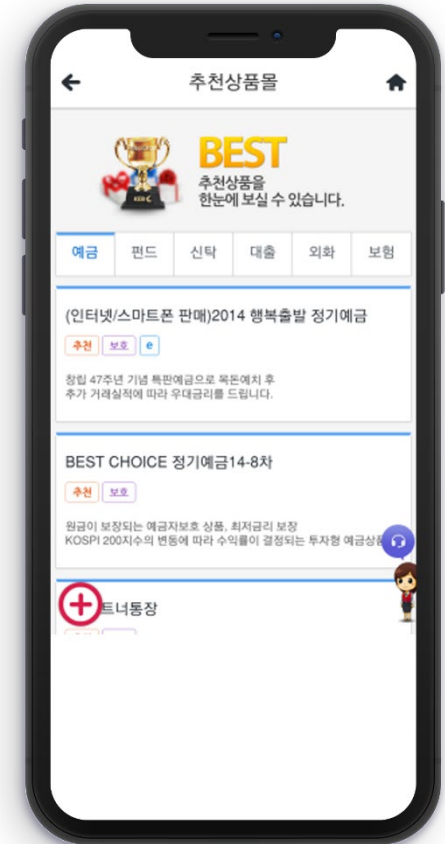 추천상품몰
BEST
추천상품을
한눈에 보실 수 있습니다.
예금 펀드 신탁 대출 외화 보험
(인터넷/스마트폰 판매)2014 행복출발 정기예금
추천 보호 e
창립 47주년 기념 특판예금으로 목돈예치 후
추가 거래실적에 따라 우대금리를 드립니다.
BEST CHOICE 정기예금14-8차
추천 보호
원금이 보장되는 예금자보호 상품, 최저금리 보장
KOSPI 200지수의 변동에 따라 수익률이 결정되는 투자형 예금상품
트너통장